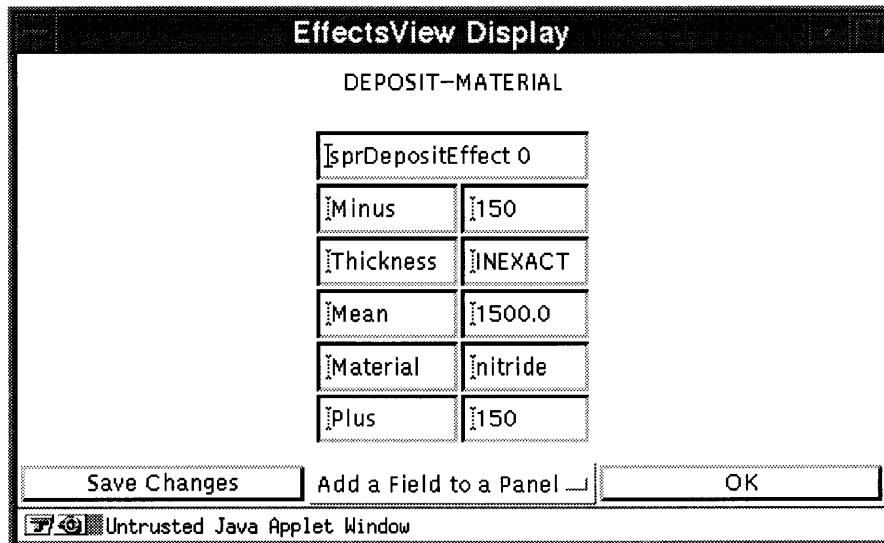 EffectsView Display
DEPOSIT-MATERIAL
sprDepositEffect 0
Minus 150
Thickness INEXACT
Mean 1500.0
Material nitride
Plus 150
Save Changes Add a Field to a Panel OK
Untrusted Java Applet Window